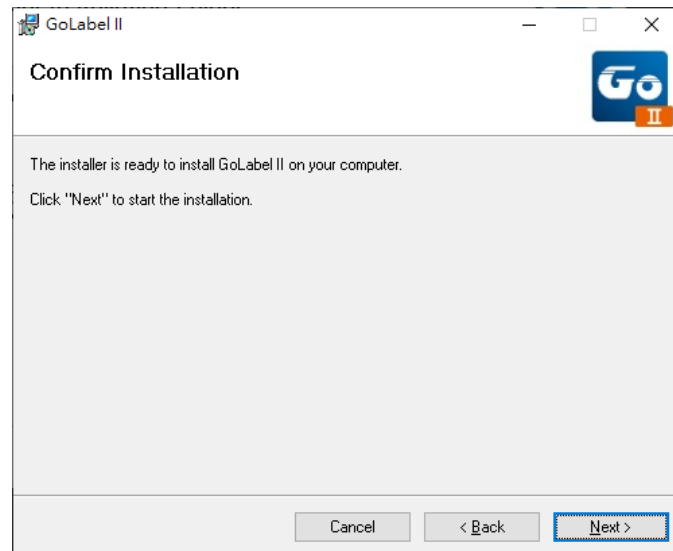 GoLabel II
Confirm Installation
Go
II
The installer is ready to install GoLabel II on your computer.
Click "Next" to start the installation.
Cancel
< Back
Next >